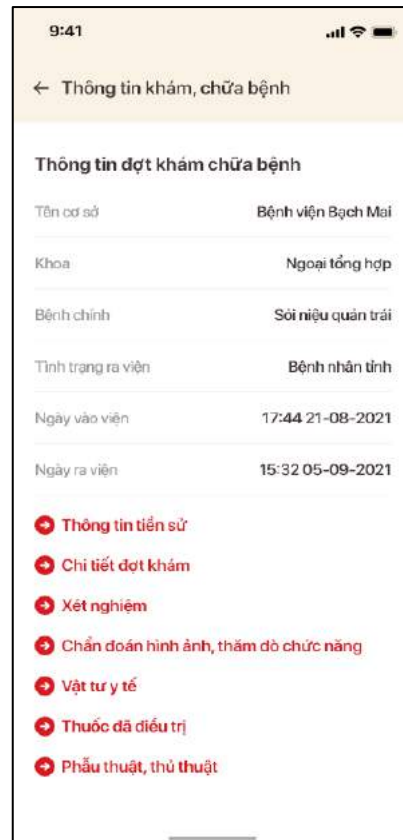 9:41
Thông tin khám, chữa bệnh
Thông tin đợt khám chữa bệnh
Tên cơ sở Bệnh viện Bạch Mai
Khoa Ngoại tổng hợp
Bệnh chính Sỏi niệu quản trái
Tình trạng ra viện Bệnh nhân tỉnh
Ngày vào viện 17:44 21-08-2021
Ngày ra viện 15:32 05-09-2021
Thông tin tiền sử
Chi tiết đợt khám
Xét nghiệm
Chẩn đoán hình ảnh, thăm dò chức năng
Vật tư y tế
Thuốc đã điều trị
Phẫu thuật, thủ thuật